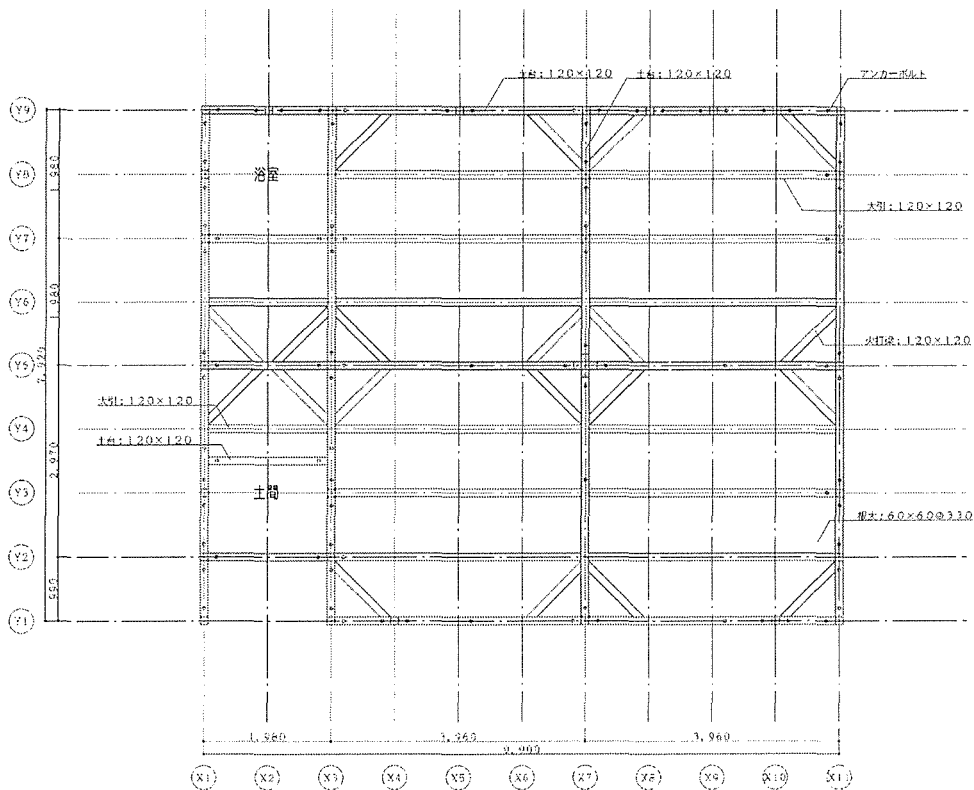 土台:120×120
土台:120×120
アンカーボルト
Y9
1,980
Y8
浴室
大引:120×120
Y7
Y6
1,980
7,920
火打梁:120×120
Y5
大引:120×120
Y4
土台:120×120
2,970
Y3
土間
根太:60×60@330
Y2
990
Y1
1,980
3,960
3,960
9,900
X1
X2
X3
X4
X5
X6
X7
X8
X9
X10
X11